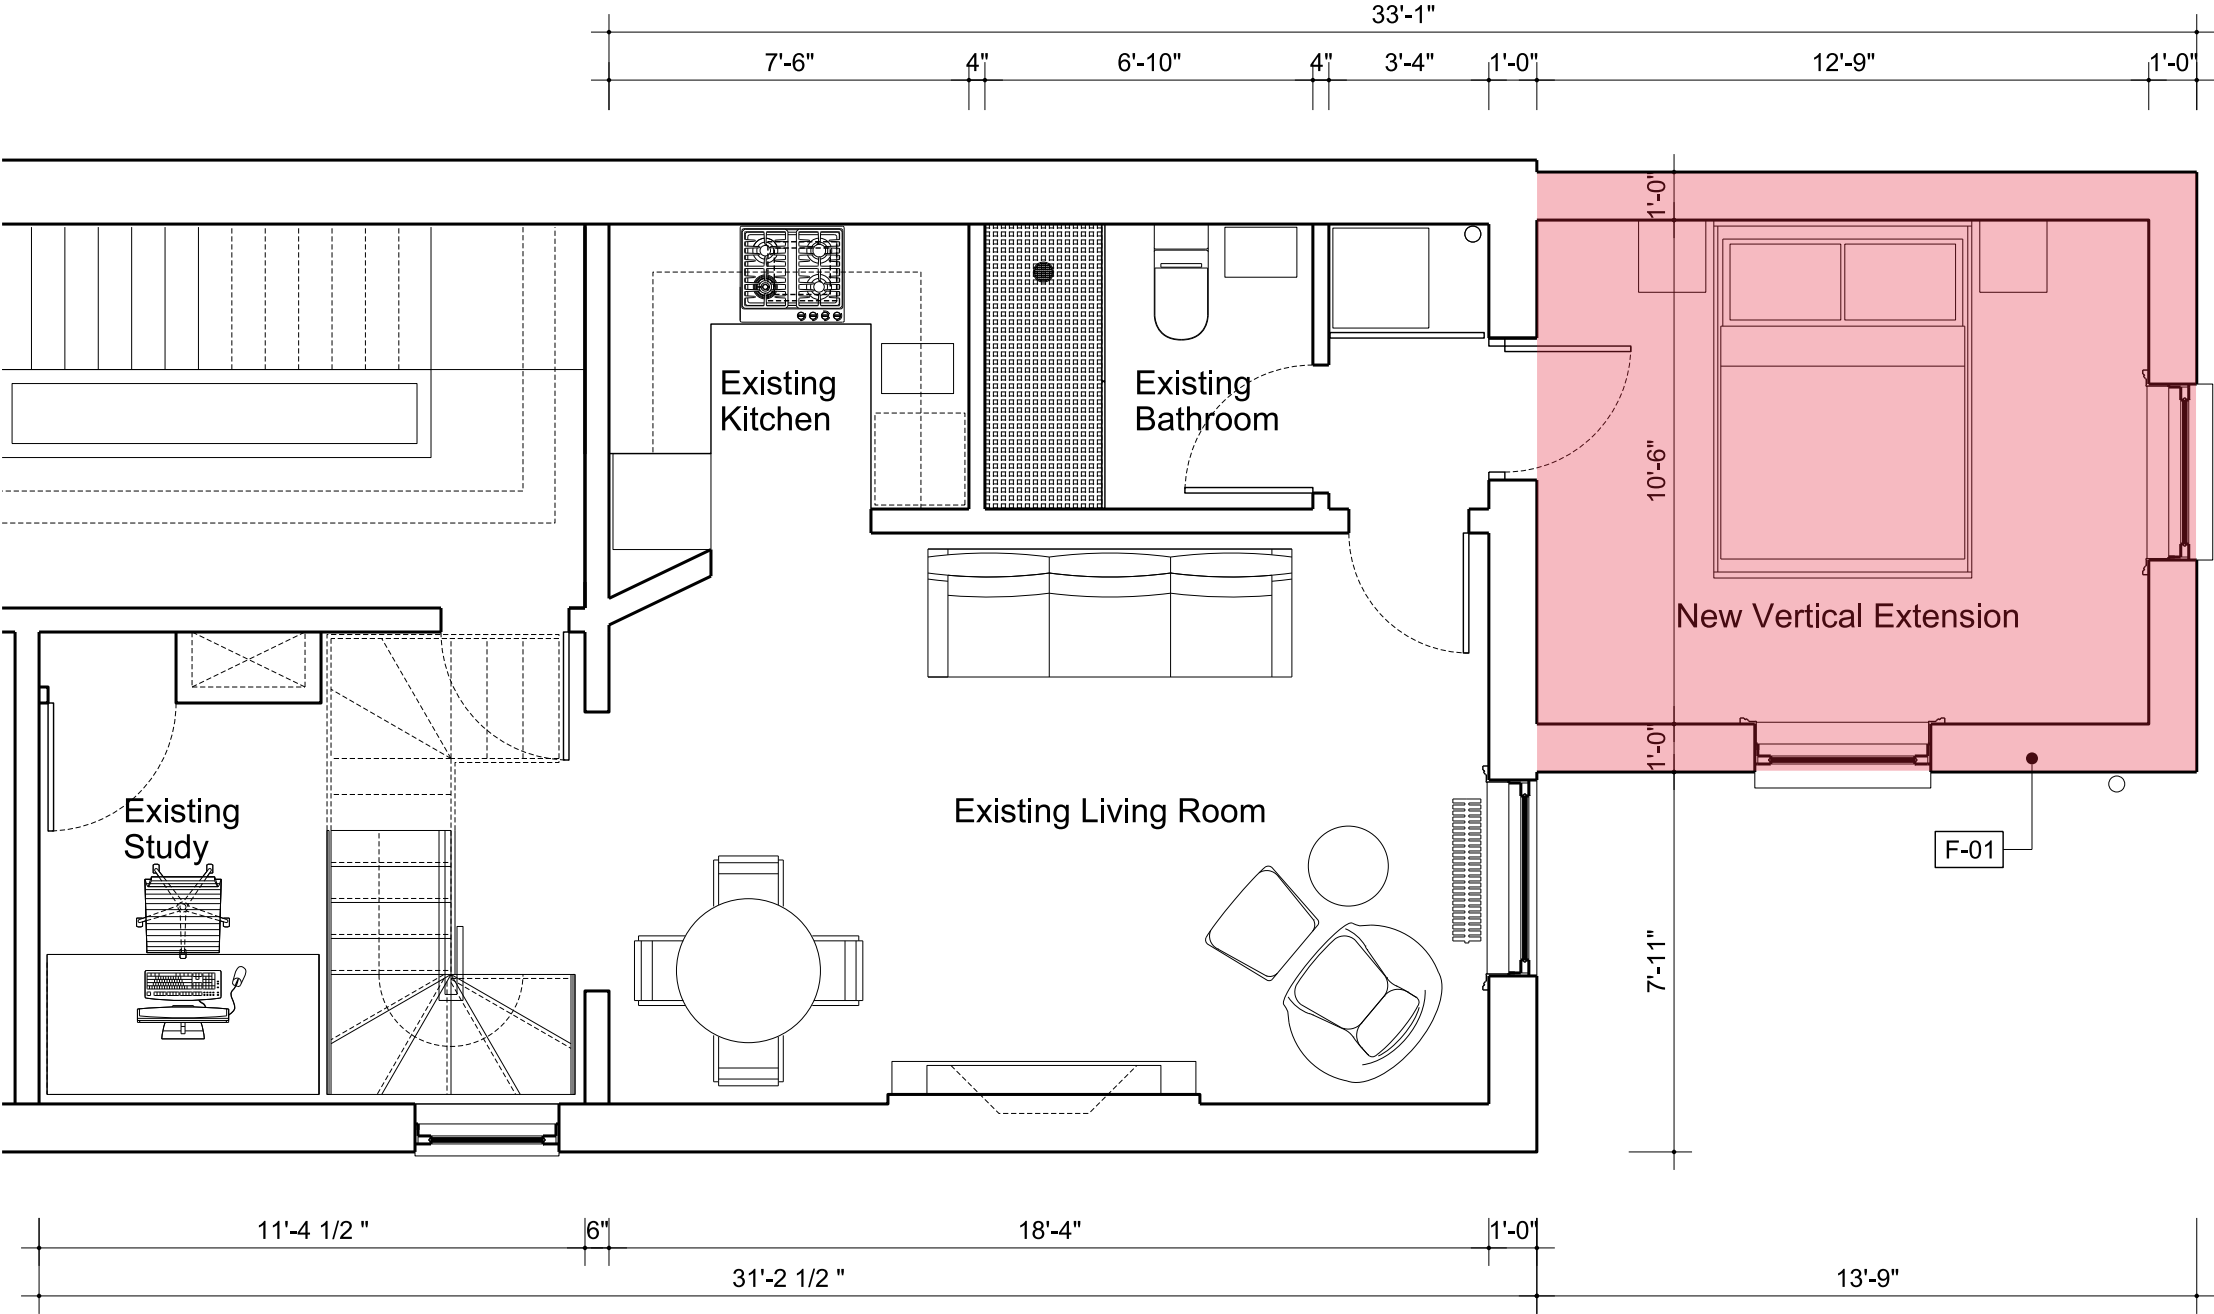 33'-1"
7'-6"
4"
6'-10"
4"
3'-4"
1'-0"
12'-9"
1'-0"
1'-0"
Existing
Kitchen
Existing
Bathroom
10'-6"
New Vertical Extension
1'-0"
Existing
Study
Existing Living Room
F-01
7'-11"
11'-4 1/2 "
6"
18'-4"
1'-0"
31'-2 1/2 "
13'-9"